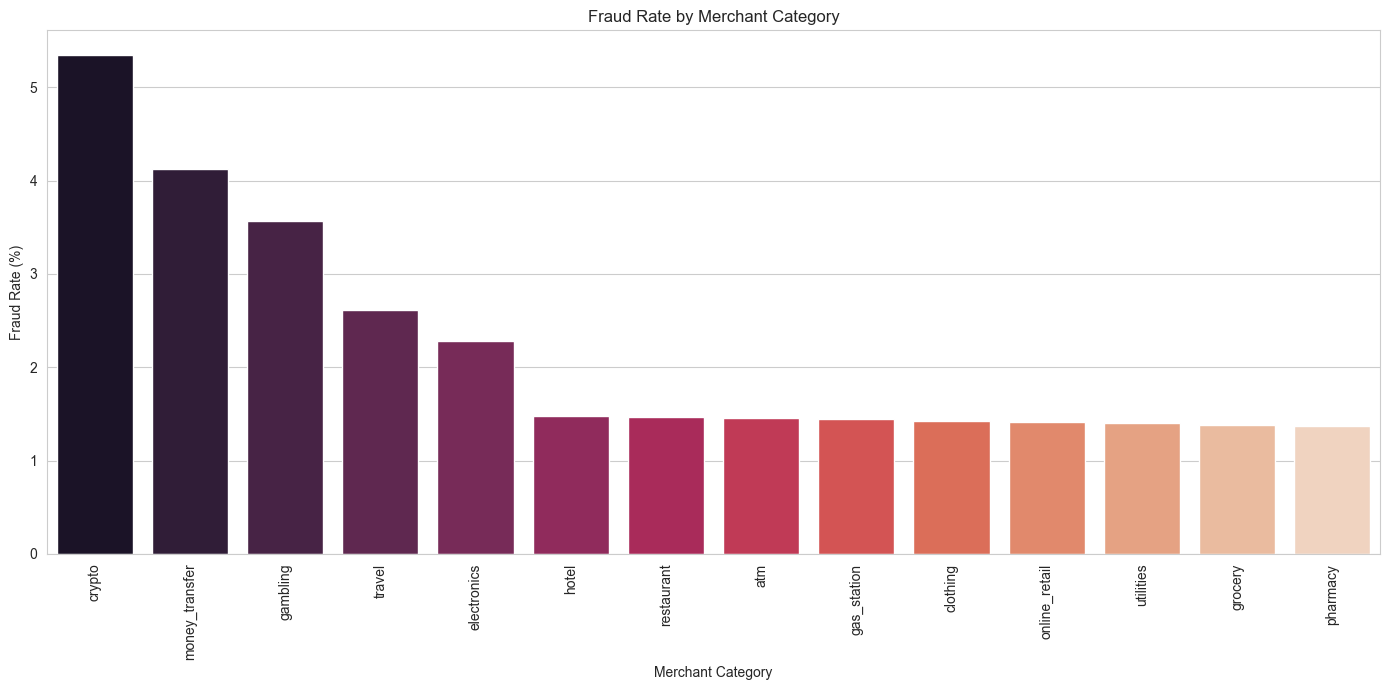 Fraud Rate by Merchant Category
Fraud Rate (%)
5
4
3
2
1
0
crypto
money_transfer
gambling
travel
electronics
hotel
restaurant
atm
gas_station
clothing
online_retail
utilities
grocery
pharmacy
Merchant Category